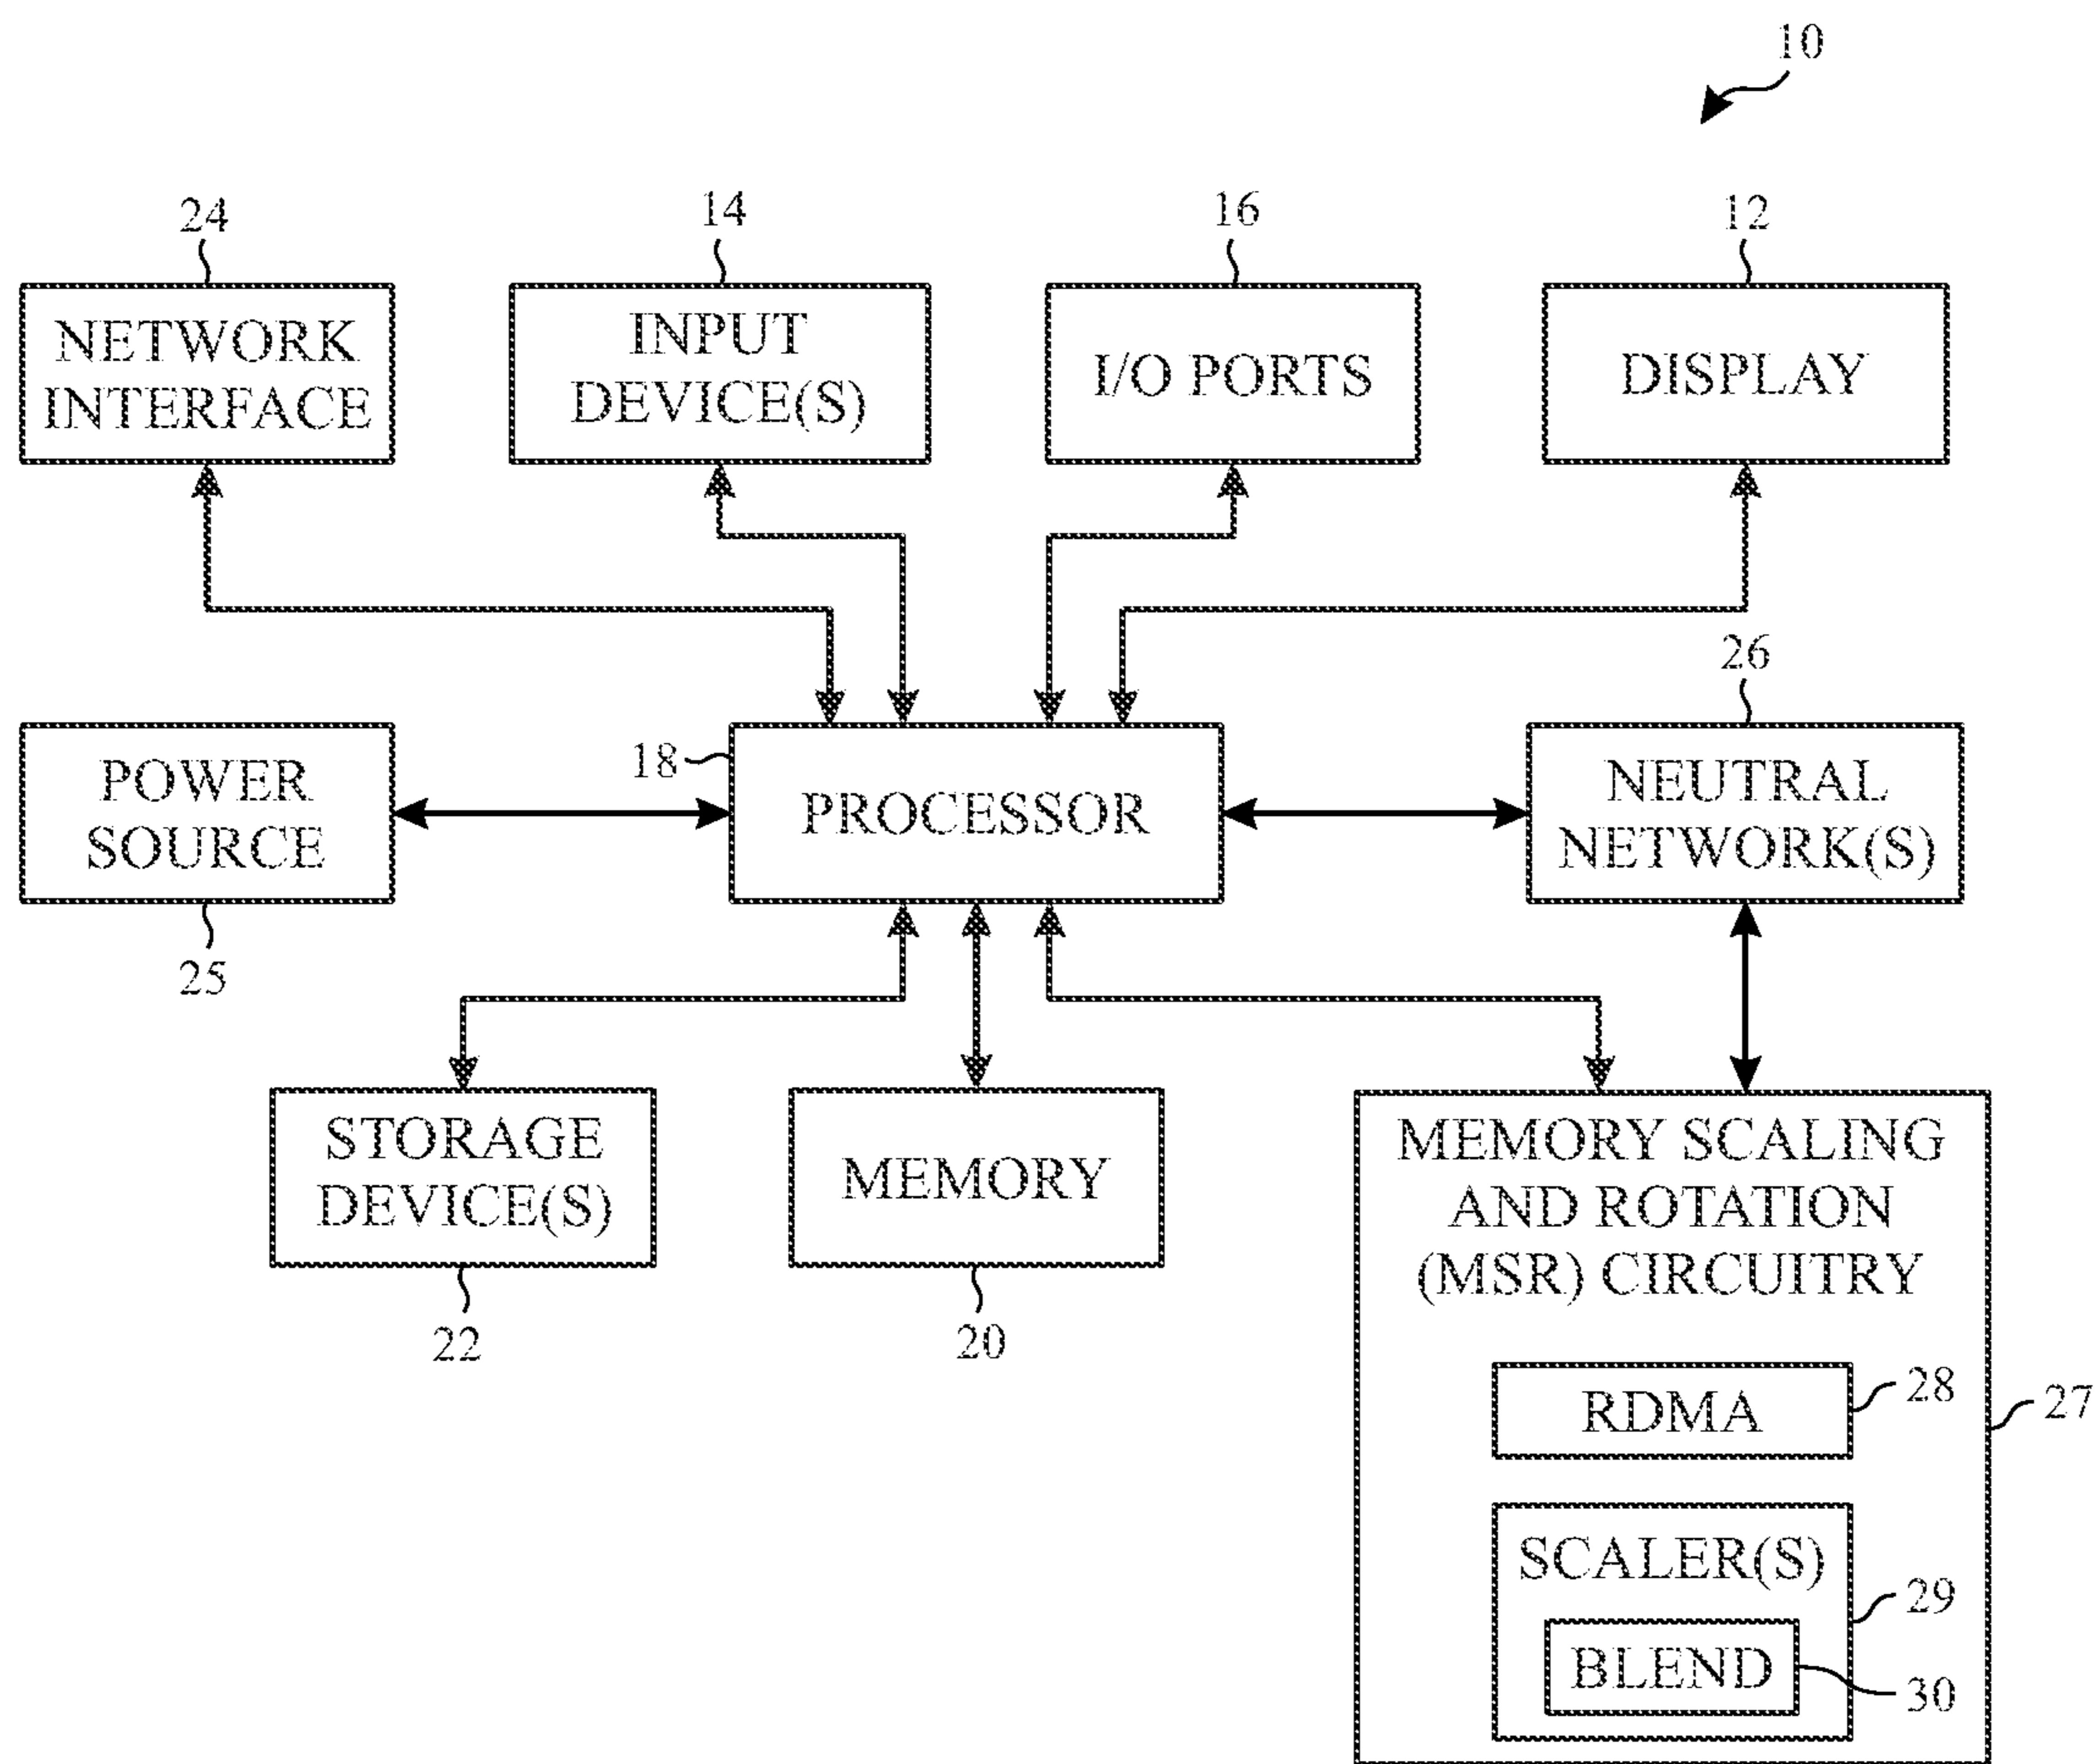 10
24
14
16
12
NETWORK
INTERFACE
INPUT
DEVICE(S)
I/O PORTS
DISPLAY
26
18
POWER
SOURCE
PROCESSOR
NEUTRAL
NETWORK(S)
25
STORAGE
DEVICE(S)
MEMORY
MEMORY SCALING
AND ROTATION
(MSR) CIRCUITRY
22
20
RDMA
28
27
SCALER(S)
29
BLEND
30